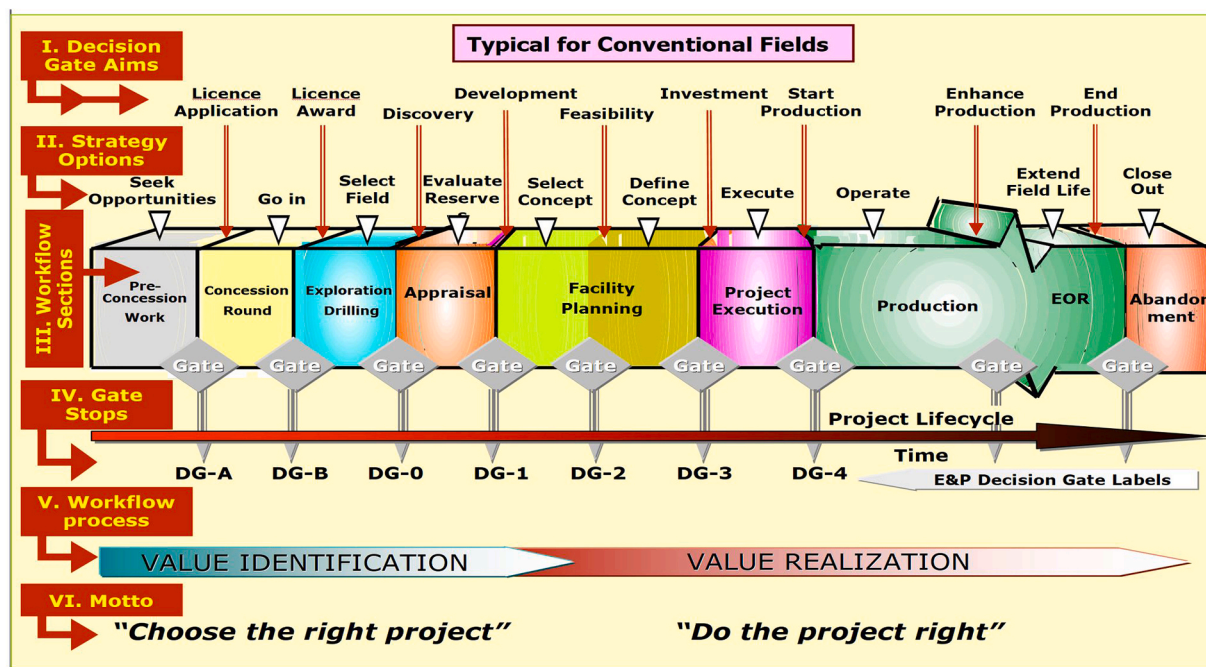 I. Decision
Gate Aims
Typical for Conventional Fields
Licence
Application
Licence
Award
Discovery
Development
Feasibility
Investment
Start
Production
Enhance
Production
End
Production
II. Strategy
Options
Seek
Opportunities
Go in
Select
Field
Evaluate
Reserve
s
Select
Concept
Define
Concept
Execute
Operate
Extend
Field Life
Close
Out
III. Workflow
Sections
Pre-
Concession
Work
Concession
Round
Exploration
Drilling
Appraisal
Facility
Planning
Project
Execution
Production
EOR
Abandon
ment
Gate
Gate
Gate
Gate
Gate
Gate
Gate
Gate
Gate
IV. Gate
Stops
Project Lifecycle
Time
DG-A
DG-B
DG-0
DG-1
DG-2
DG-3
DG-4
E&P Decision Gate Labels
V. Workflow
process
VALUE IDENTIFICATION
VALUE REALIZATION
VI. Motto
“Choose the right project”
“Do the project right”